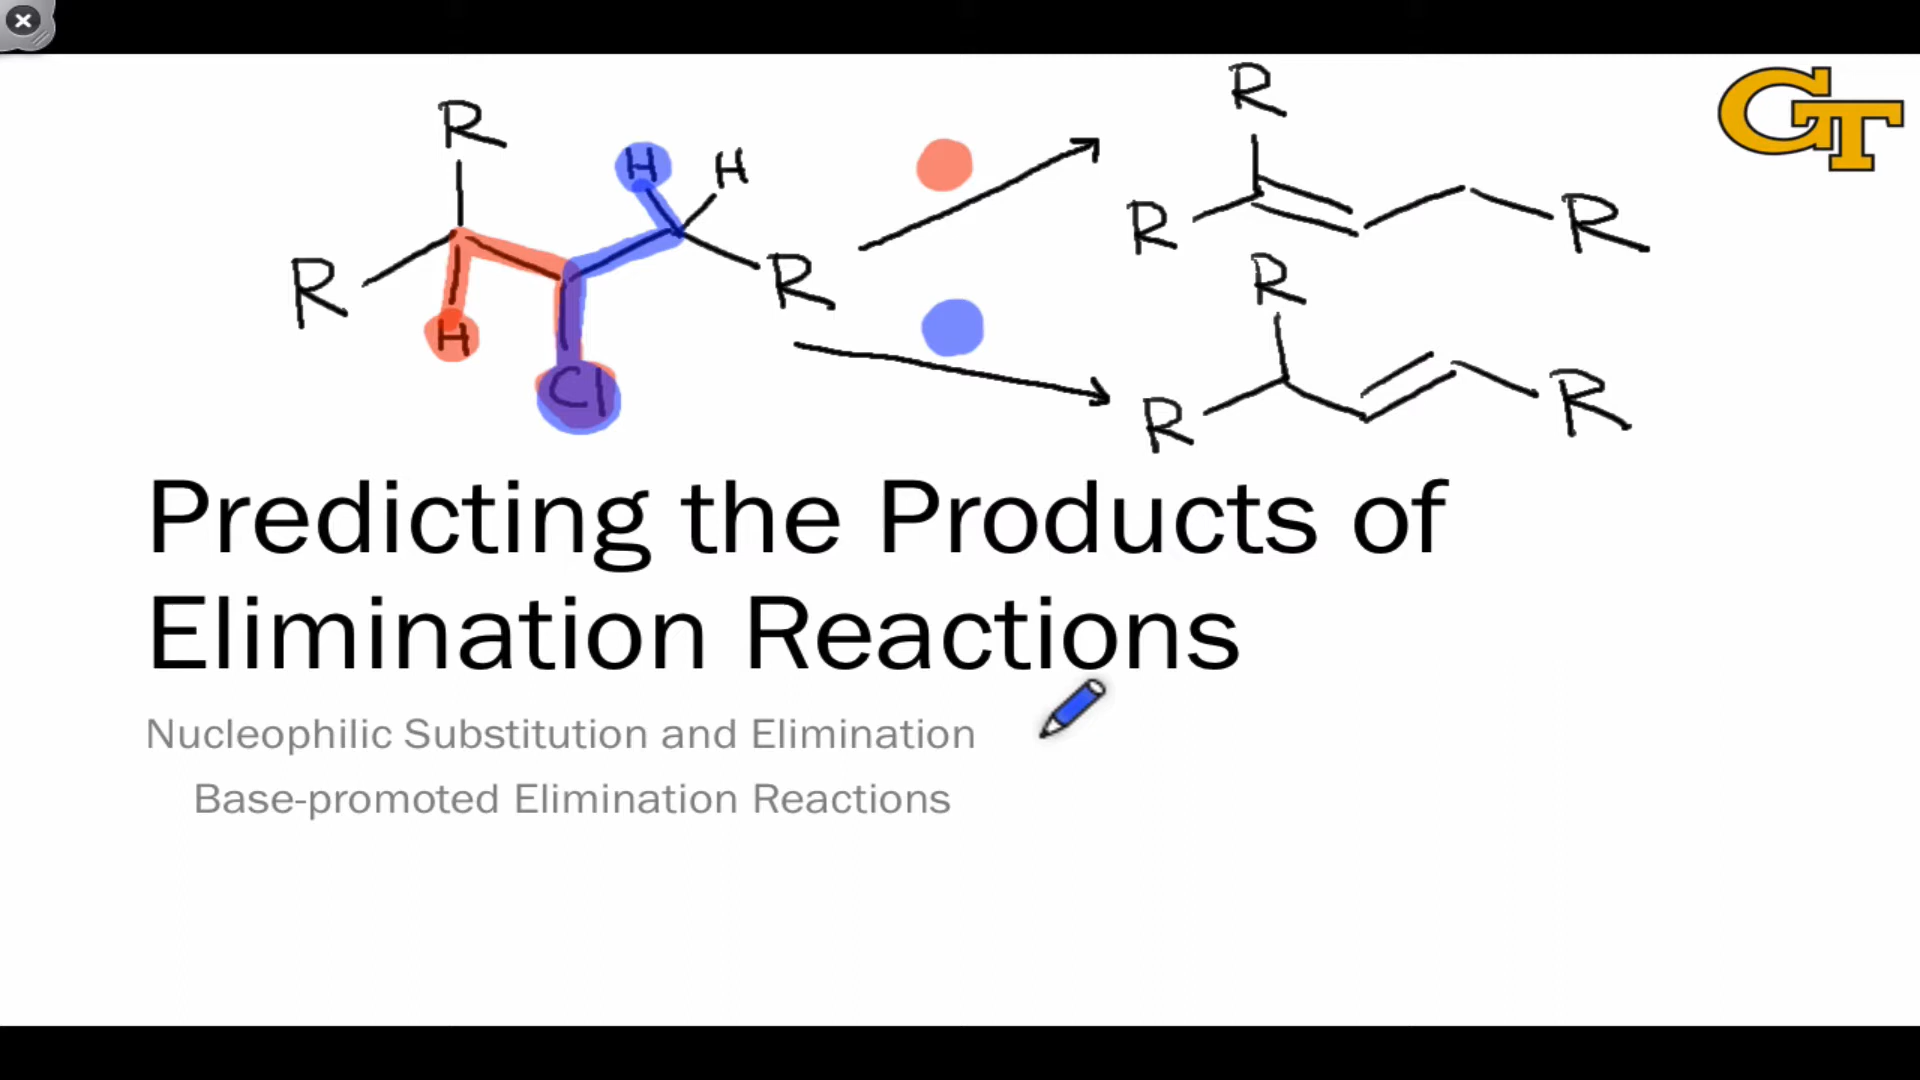 R
R
H
H
R
H
Cl
R
R
R
R
R
R
GT
Predicting the Products of
Elimination Reactions
Nucleophilic Substitution and Elimination
Base-promoted Elimination Reactions